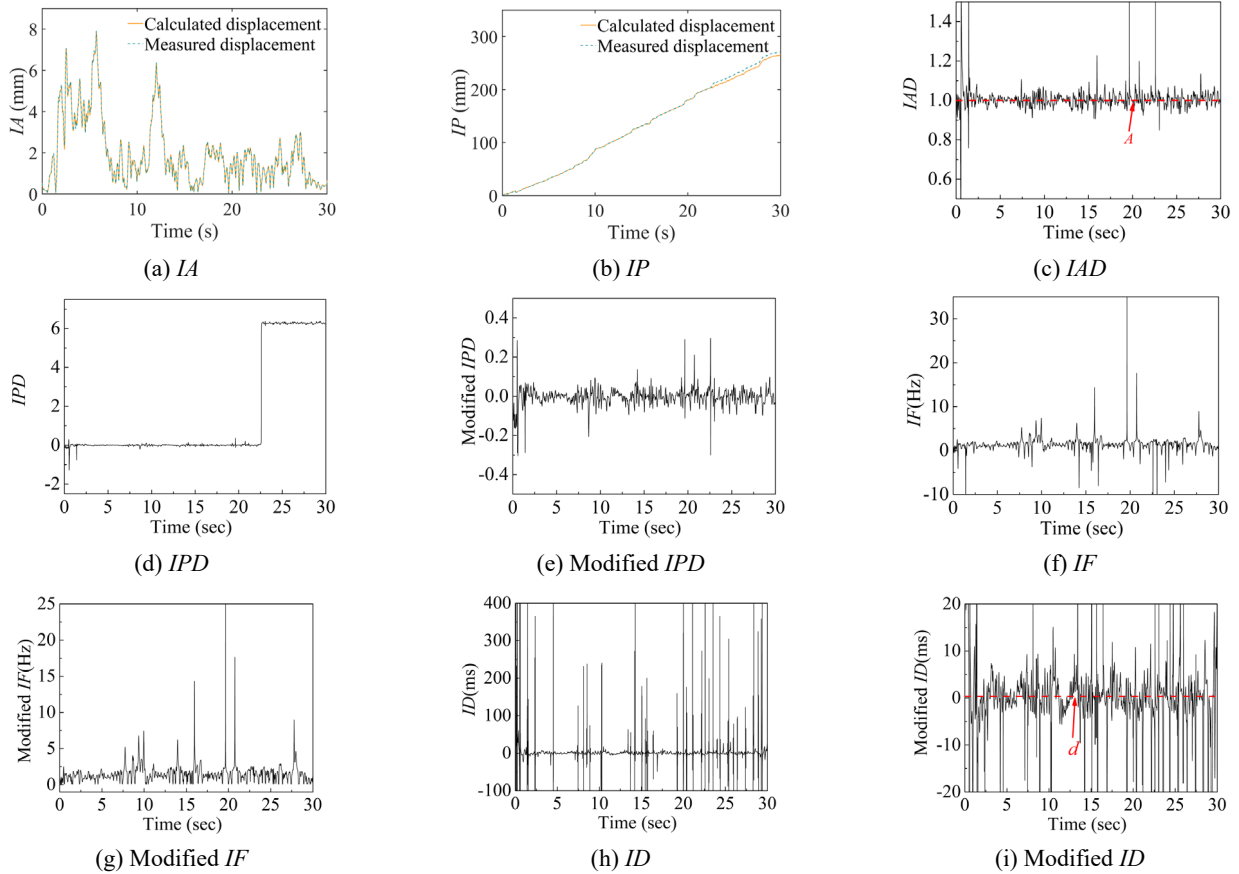 Calculated displacement
Measured displacement
8
6
4
2
0
IA (mm)
0 10 20 30
Time (s)
(a) IA
Calculated displacement
Measured displacement
300
200
100
0
IP (mm)
0 10 20 30
Time (s)
(b) IP
1.4
1.2
1.0
0.8
0.6
IAD
A
0 5 10 15 20 25 30
Time (sec)
(c) IAD
6
4
2
0
-2
IPD
0 5 10 15 20 25 30
Time (sec)
(d) IPD
0.4
0.2
0.0
-0.2
-0.4
Modified IPD
0 5 10 15 20 25 30
Time (sec)
(e) Modified IPD
30
20
10
0
-10
IF(Hz)
0 5 10 15 20 25 30
Time (sec)
(f) IF
25
20
15
10
5
0
Modified IF(Hz)
0 5 10 15 20 25 30
Time (sec)
(g) Modified IF
400
300
200
100
0
-100
ID(ms)
0 5 10 15 20 25 30
Time (sec)
(h) ID
20
10
0
-10
-20
Modified ID(ms)
d
0 5 10 15 20 25 30
Time (sec)
(i) Modified ID